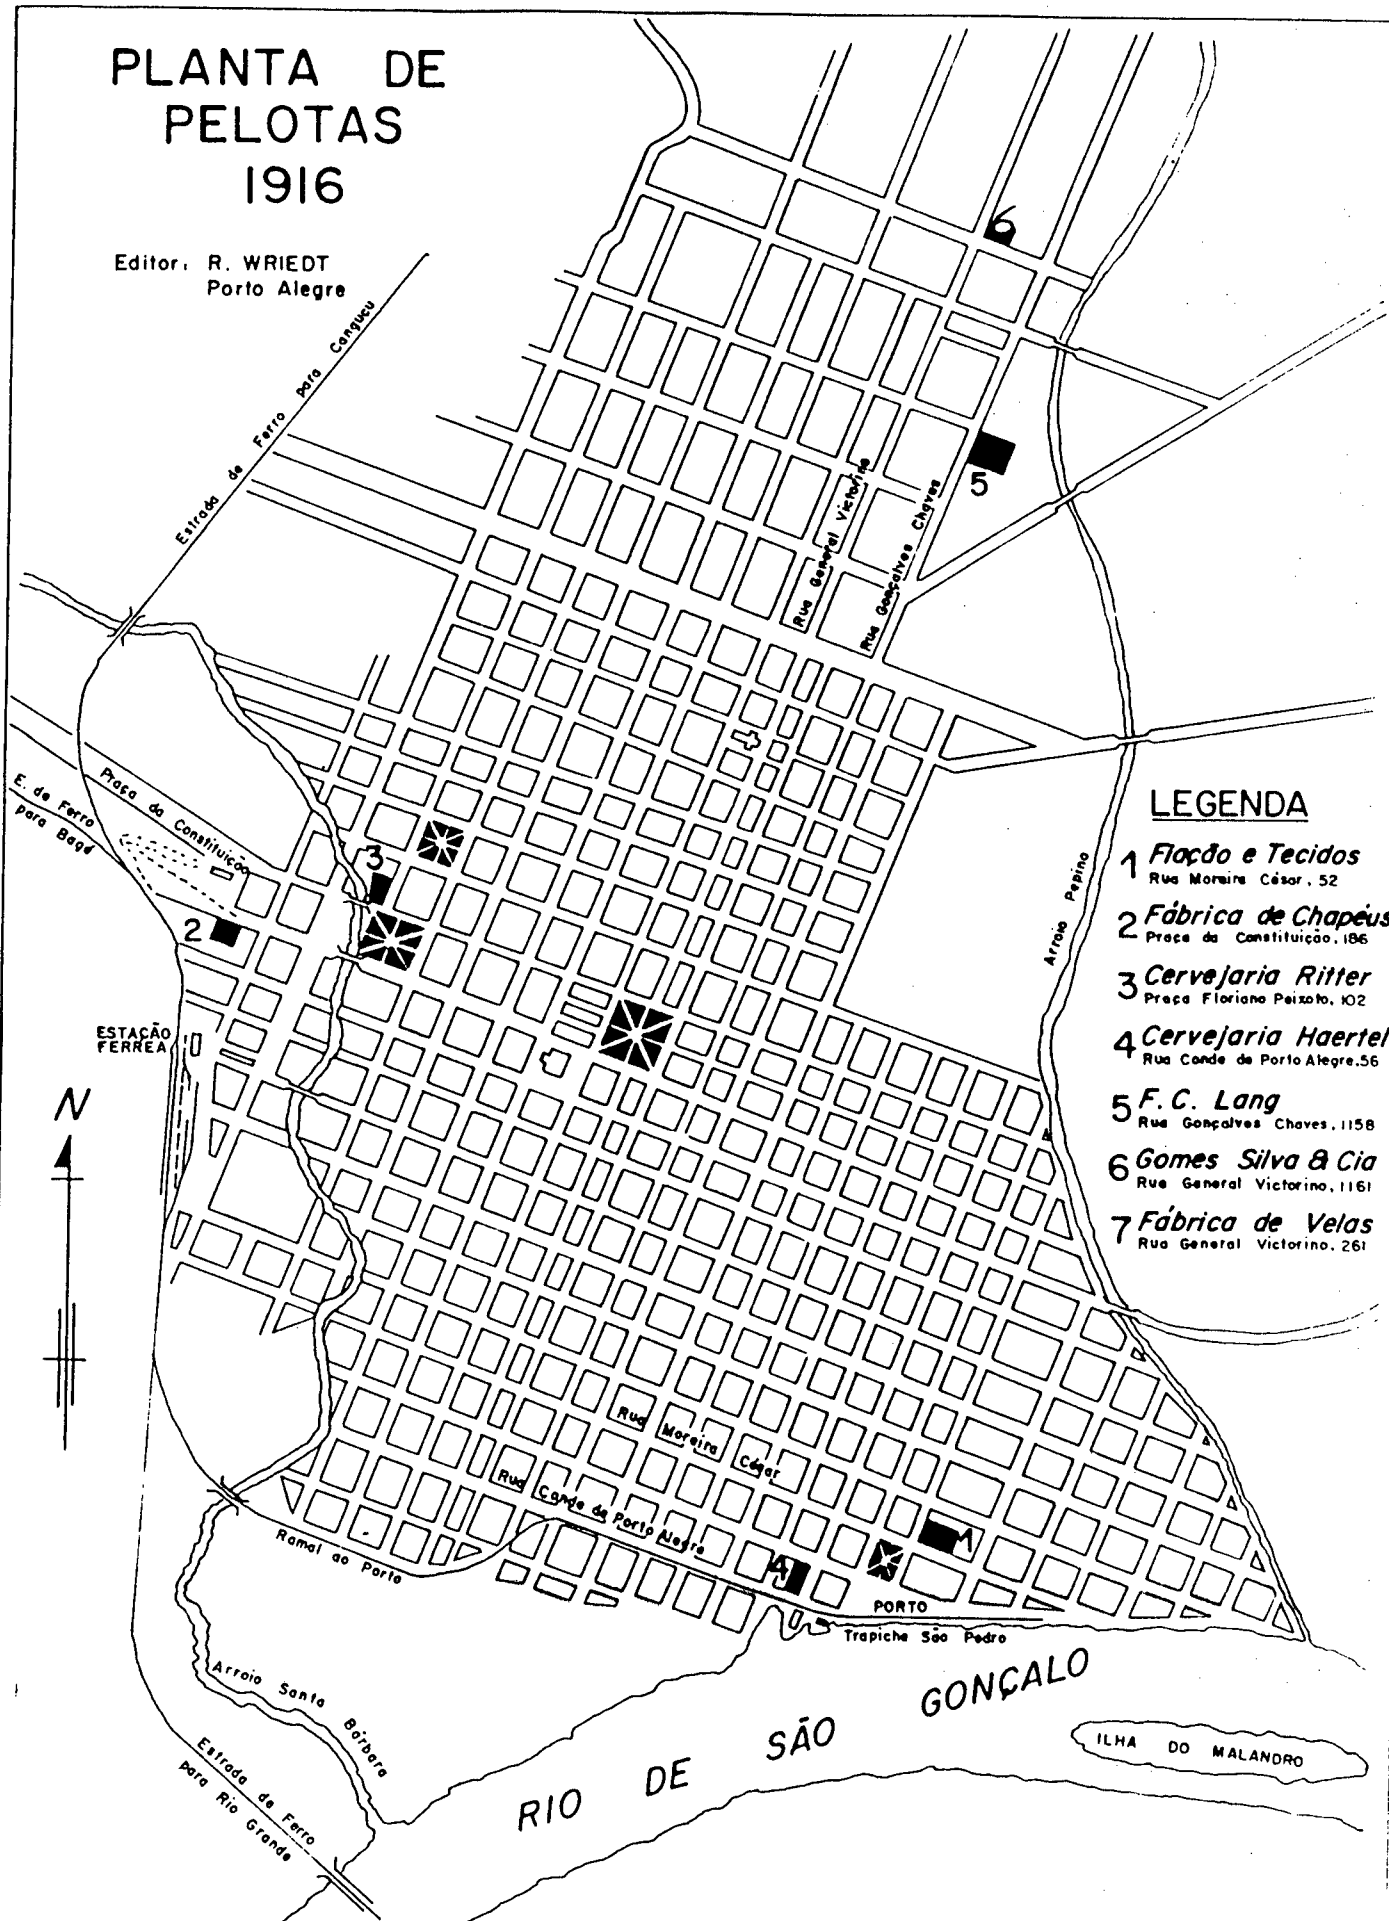 PLANTA DE
PELOTAS
1916
Editor: R. WRIEDT
Porto Alegre
Estrada de Ferro para Canguçu
6
5
Rua General Victorino
Rua Gonçalves Chaves
Praça da Constituição
E. de Ferro
para Bagé
3
2
ESTAÇÃO
FERREA
N
Arroio Pepino
LEGENDA
1 Fiação e Tecidos
Rua Moreira César, 52
2 Fábrica de Chapéus
Praça da Constituição, 186
3 Cervejaria Ritter
Praça Floriano Peixoto, 102
4 Cervejaria Haertel
Rua Conde de Porto Alegre, 56
5 F. C. Lang
Rua Gonçalves Chaves, 1158
6 Gomes Silva & Cia
Rua General Victorino, 1161
7 Fábrica de Velas
Rua General Victorino, 261
Rua Moreira César
Rua Conde de Porto Alegre
Ramal ao Porto
1
4
PORTO
Trapiche São Pedro
Arroio Santa Bárbara
Estrada de Ferro
para Rio Grande
RIO DE SÃO GONÇALO
ILHA DO MALANDRO